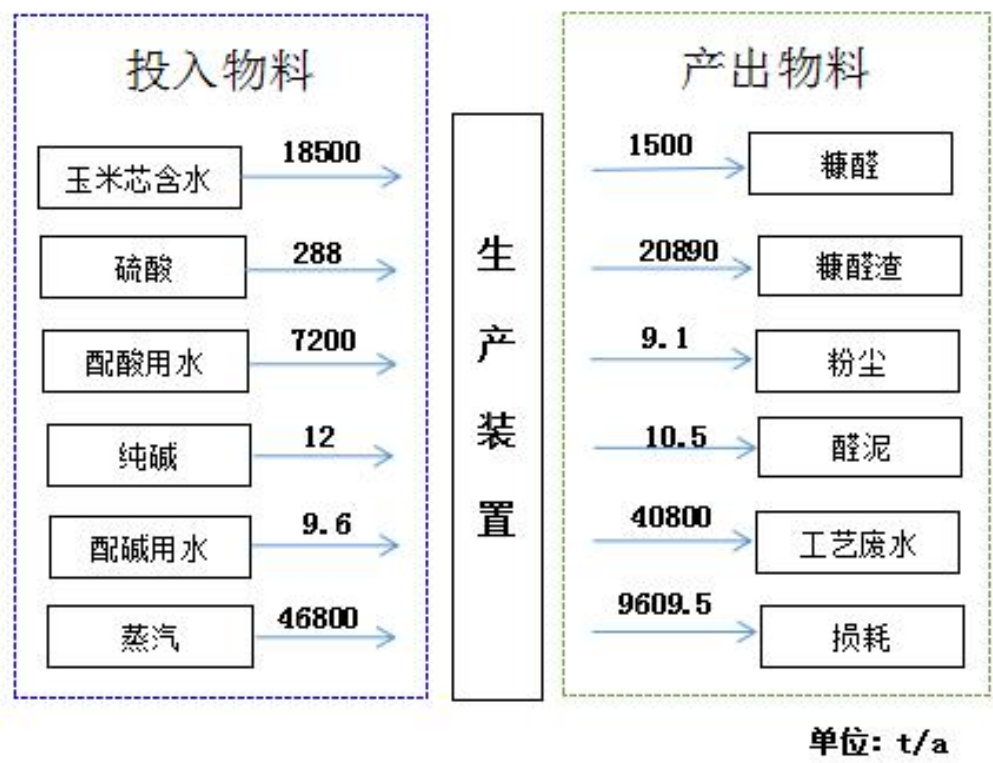 投入物料
玉米芯含水
18500
硫酸
288
配酸用水
7200
纯碱
12
配碱用水
9.6
蒸汽
46800
生产装置
产出物料
1500
糠醛
20890
糠醛渣
9.1
粉尘
10.5
醛泥
40800
工艺废水
9609.5
损耗
单位: t/a